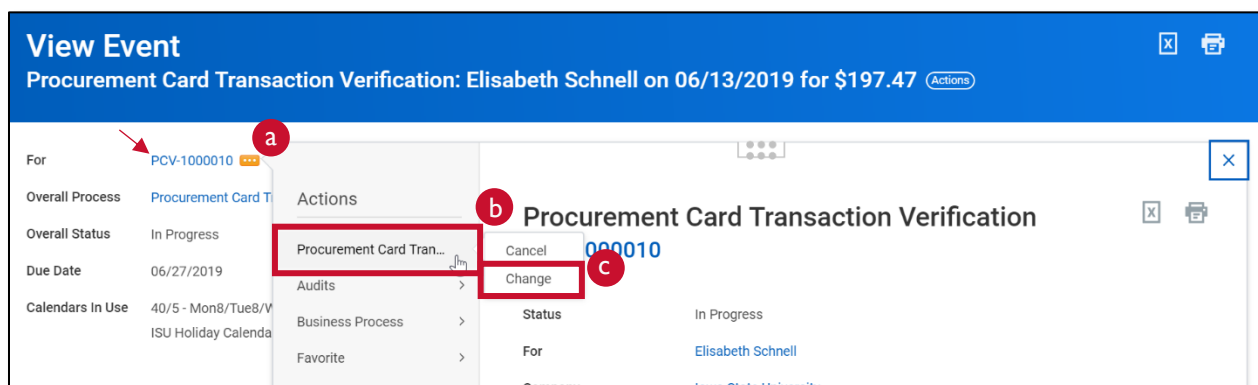 View Event
Procurement Card Transaction Verification: Elisabeth Schnell on 06/13/2019 for $197.47 Actions
For PCV-1000010
a
Overall Process Procurement Card T
Overall Status In Progress
Due Date 06/27/2019
Calendars In Use 40/5 - Mon8/Tue8/
ISU Holiday Calenda
Actions
Procurement Card Tran...
Audits
Business Process
Favorite
b
Cancel
Change
c
Procurement Card Transaction Verification
000010
Status In Progress
For Elisabeth Schnell